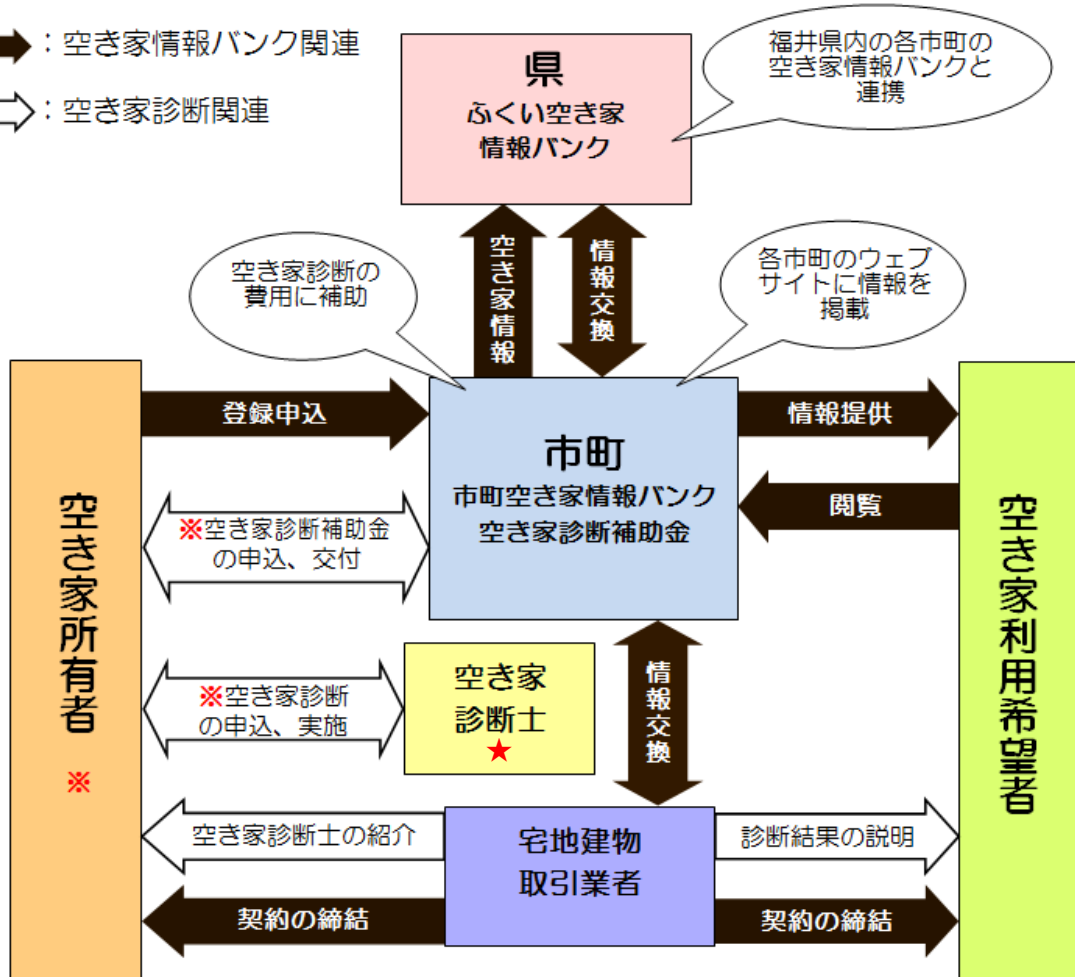 ：空き家情報バンク関連
：空き家診断関連
県
ふくい空き家
情報バンク
福井県内の各市町の
空き家情報バンクと
連携
空き家情報
情報交換
空き家診断の
費用に補助
各市町のウェブ
サイトに情報を
掲載
空き家所有者
※
登録申込
市町
市町空き家情報バンク
空き家診断補助金
情報提供
閲覧
空き家利用希望者
※空き家診断補助金
の申込、交付
※空き家診断
の申込、実施
空き家
診断士
★
情報交換
空き家診断士の紹介
宅地建物
取引業者
診断結果の説明
契約の締結
契約の締結